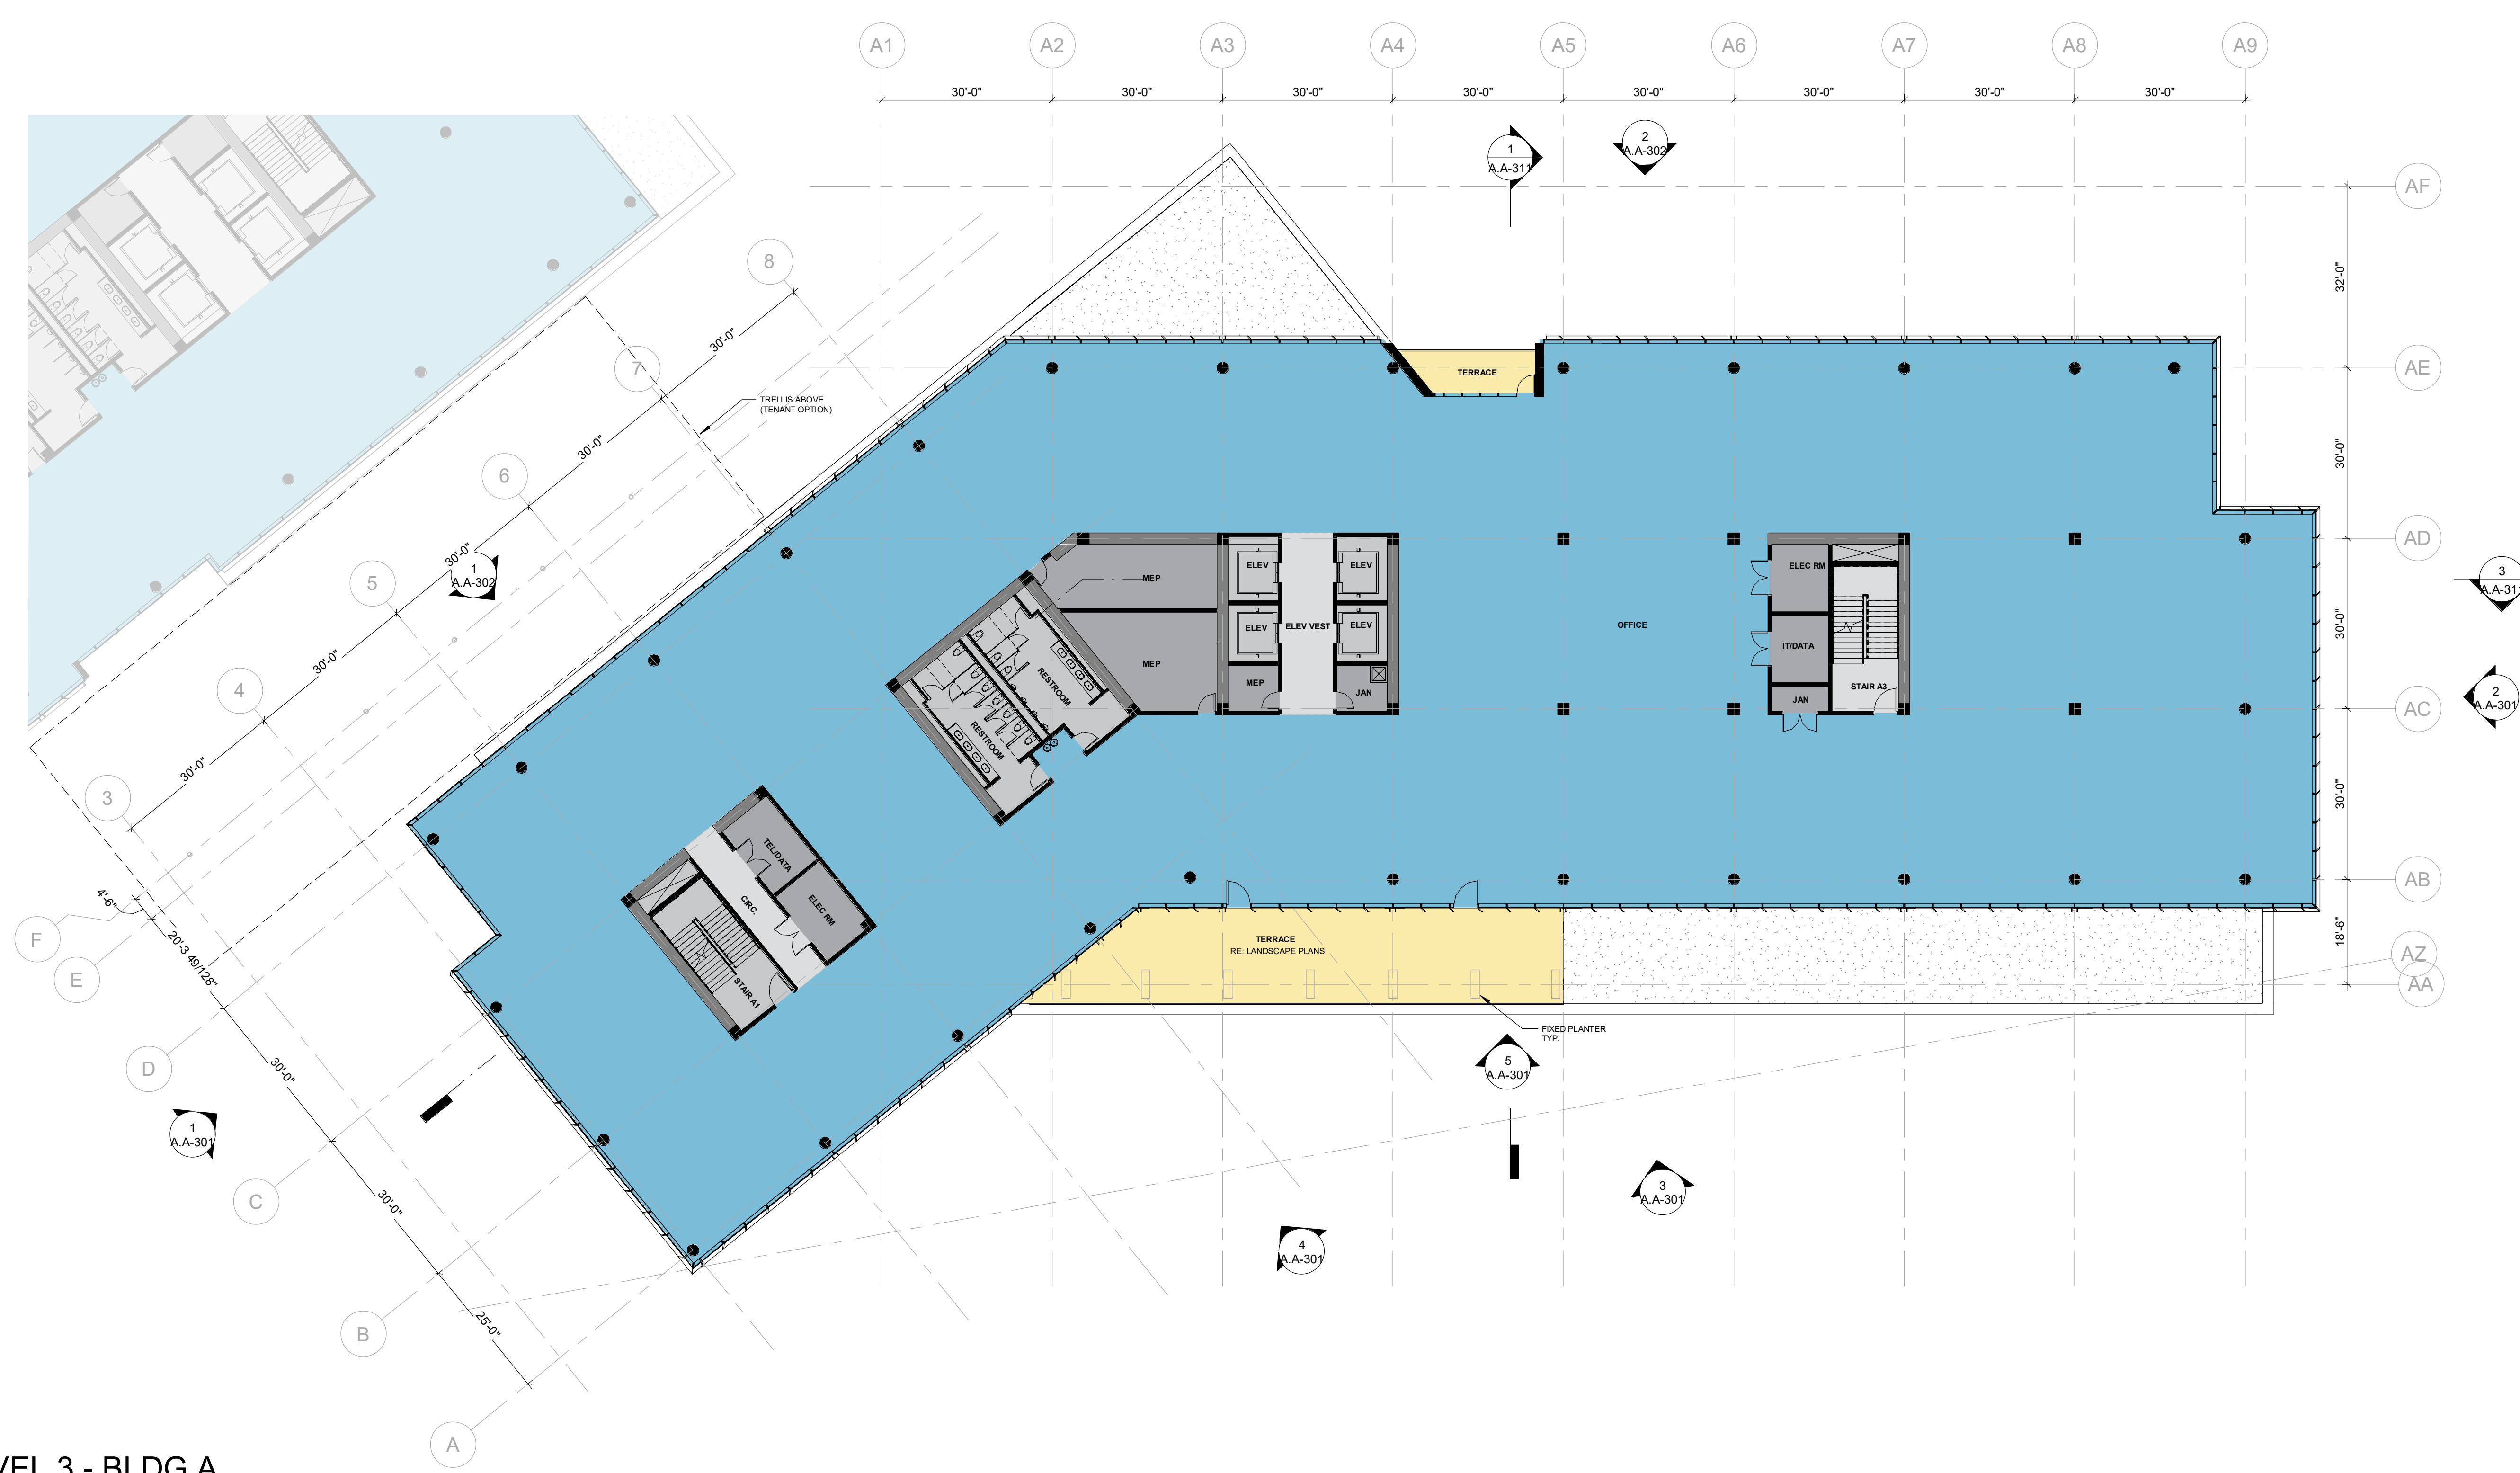 A1
A2
A3
A4
A5
A6
A7
A8
A9
30'-0"
30'-0"
30'-0"
30'-0"
30'-0"
30'-0"
30'-0"
30'-0"
1
A.A-311
2
A.A-302
AF
32'-0"
8
30'-0"
7
TRELLIS ABOVE
(TENANT OPTION)
TERRACE
AE
30'-0"
30'-0"
6
30'-0"
1
A.A-302
5
AD
ELEV
ELEV
MEP
ELEC RM
3
30'-0"
ELEV
ELEV VEST
ELEV
OFFICE
IT/DATA
30'-0"
4
MEP
RESTROOM
MEP
JAN
STAIR A3
JAN
2
A.A-301
AC
RESTROOM
30'-0"
3
30'-0"
TEL/DATA
CIRC.
ELEC RM
STAIR A1
AB
4'-6"
F
E
20'-3 49/128"
TERRACE
RE: LANDSCAPE PLANS
18'-6"
AZ
AA
FIXED PLANTER
TYP.
D
30'-0"
5
A.A-301
1
A.A-301
C
30'-0"
3
A.A-301
4
A.A-301
B
25'-0"
A
VEL 3 - BLDG A